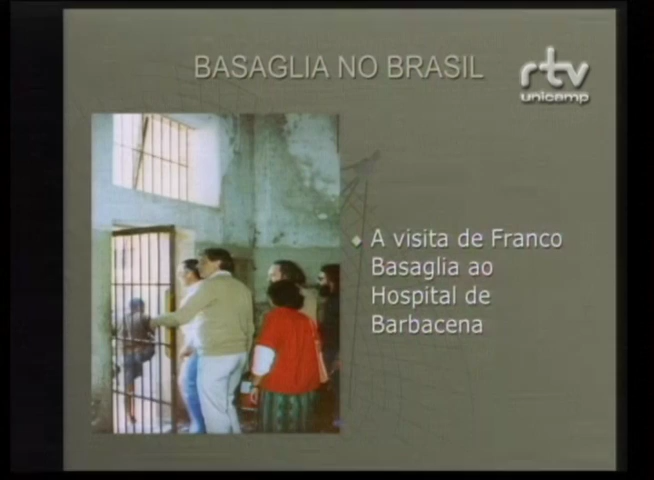 BASAGLIA NO BRASIL
rtv
unicamp
A visita de Franco
Basaglia ao
Hospital de
Barbacena